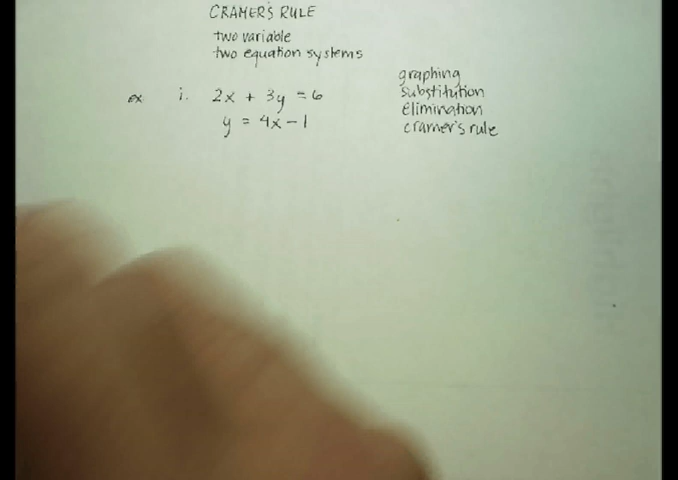 CRAMER'S RULE
two variable
two equation systems
graphing
substitution
elimination
cramer's rule
ex i. 2x + 3y = 6
y = 4x - 1